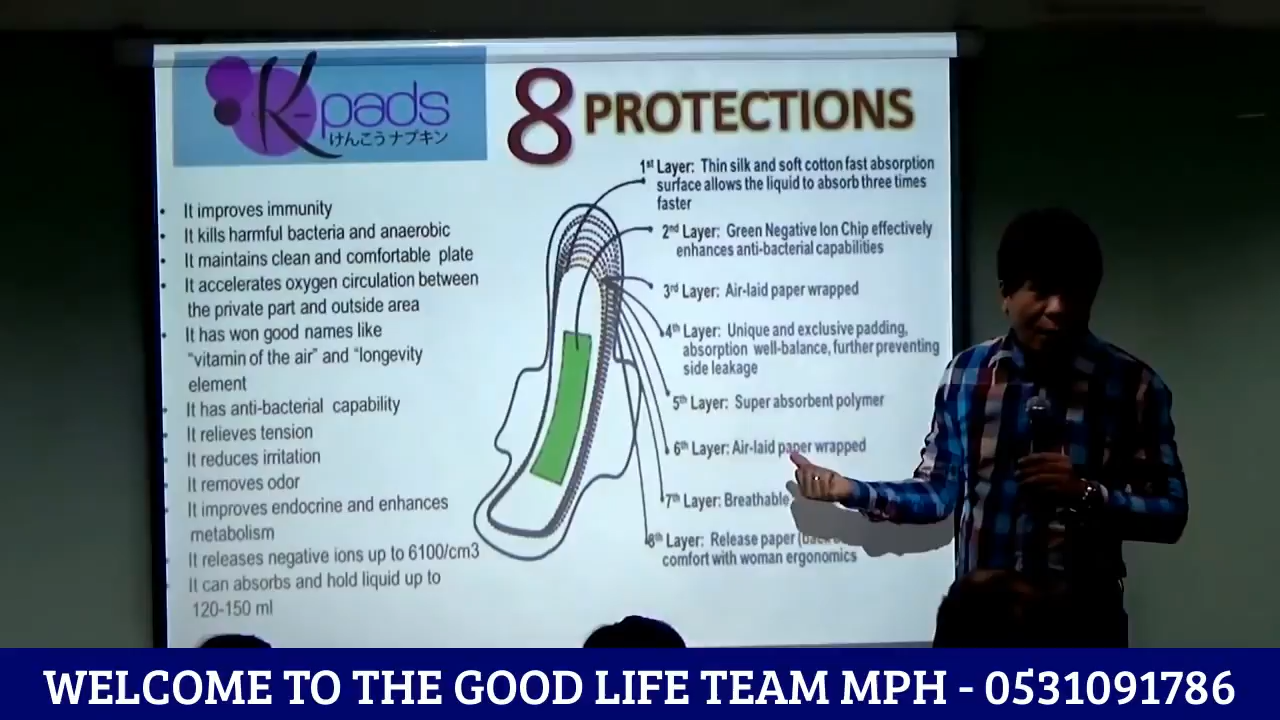 K-pads
けんこうナプキン
8 PROTECTIONS
• It improves immunity
• It kills harmful bacteria and anaerobic
• It maintains clean and comfortable plate
• It accelerates oxygen circulation between
the private part and outside area
• It has won good names like
"vitamin of the air" and "longevity
element
• It has anti-bacterial capability
• It relieves tension
• It reduces irritation
• It removes odor
• It improves endocrine and enhances
metabolism
• It releases negative ions up to 6100/cm3
• It can absorbs and hold liquid up to
120-150 ml
1st Layer: Thin silk and soft cotton fast absorption
surface allows the liquid to absorb three times
faster
2nd Layer: Green Negative Ion Chip effectively
enhances anti-bacterial capabilities
3rd Layer: Air-laid paper wrapped
4th Layer: Unique and exclusive padding,
absorption well-balance, further preventing
side leakage
5th Layer: Super absorbent polymer
6th Layer: Air-laid paper wrapped
7th Layer: Breathable
8th Layer: Release paper
comfort with woman ergonomics
WELCOME TO THE GOOD LIFE TEAM MPH - 0531091786